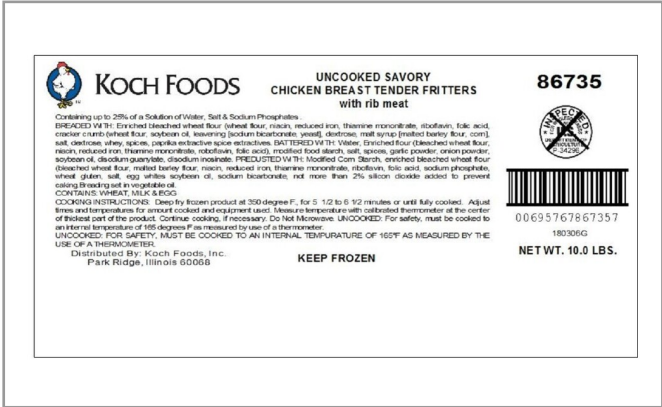 KOCH FOODS
TM
UNCOOKED SAVORY
CHICKEN BREAST TENDER FRITTERS
with rib meat
86735
Containing up to 25% of a Solution of Water, Salt & Sodium Phosphates.
BREADED WITH: Enriched bleached wheat flour (wheat flour, niacin, reduced iron, thiamine mononitrate, riboflavin, folic acid,
cracker crumb (wheat flour, soybean oil, leavening [sodium bicarbonate, yeast], dextrose, malt syrup [malted barley flour, corn],
salt, dextrose, whey, spices, paprika extractive spice extractives. BATTERED WITH: Water, Enriched flour (bleached wheat flour,
niacin, reduced iron, thiamine mononitrate, riboflavin, folic acid), modified food starch, salt, spices, garlic powder, onion powder,
soybean oil, disodium guanylate, disodium inosinate. PREDUSTED WITH: Modified Corn Starch, enriched bleached wheat flour
(bleached wheat flour, malted barley flour, niacin, reduced iron, thiamine mononitrate, riboflavin, folic acid, sodium phosphate,
wheat gluten, salt, egg whites soybean oil, sodium bicarbonate, not more than 2% silicon dioxide added to prevent
caking.Breading set in vegetable oil.
CONTAINS: WHEAT, MILK & EGG
COOKING INSTRUCTIONS: Deep fry frozen product at 350 degree F., for 5 1/2 to 6 1/2 minutes or until fully cooked. Adjust
times and temperatures for amount cooked and equipment used. Measure temperature with calibrated thermometer at the center
of thickest part of the product. Continue cooking, if necessary. Do Not Microwave. UNCOOKED: For safety, must be cooked to
an internal temperature of 165 degrees F as measured by use of a thermometer.
UNCOOKED: FOR SAFETY, MUST BE COOKED TO AN INTERNAL TEMPURATURE OF 165°F AS MEASURED BY THE
USE OF A THERMOMETER.
Distributed By: Koch Foods, Inc.
Park Ridge, Illinois 60068
KEEP FROZEN
INSPECTED
P-34298
00695767867357
180306G
NET WT. 10.0 LBS.